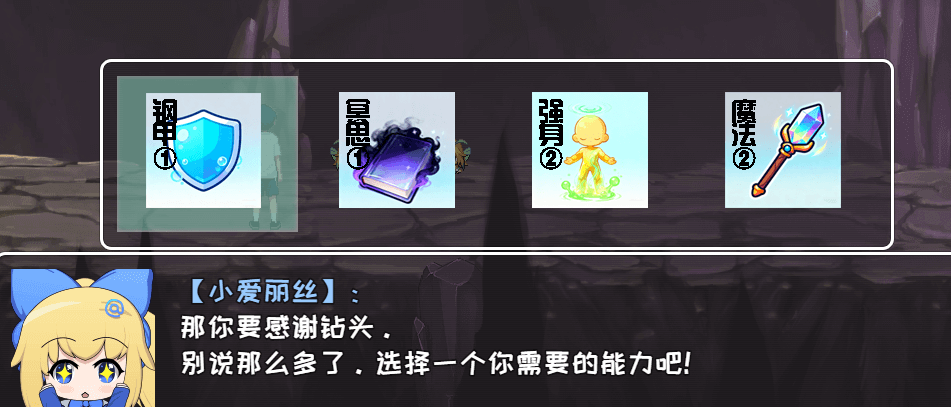 钢甲①
冥思①
强身②
魔法②
@
【小爱丽丝】：
那你要感谢钻头．
别说那么多了．选择一个你需要的能力吧！